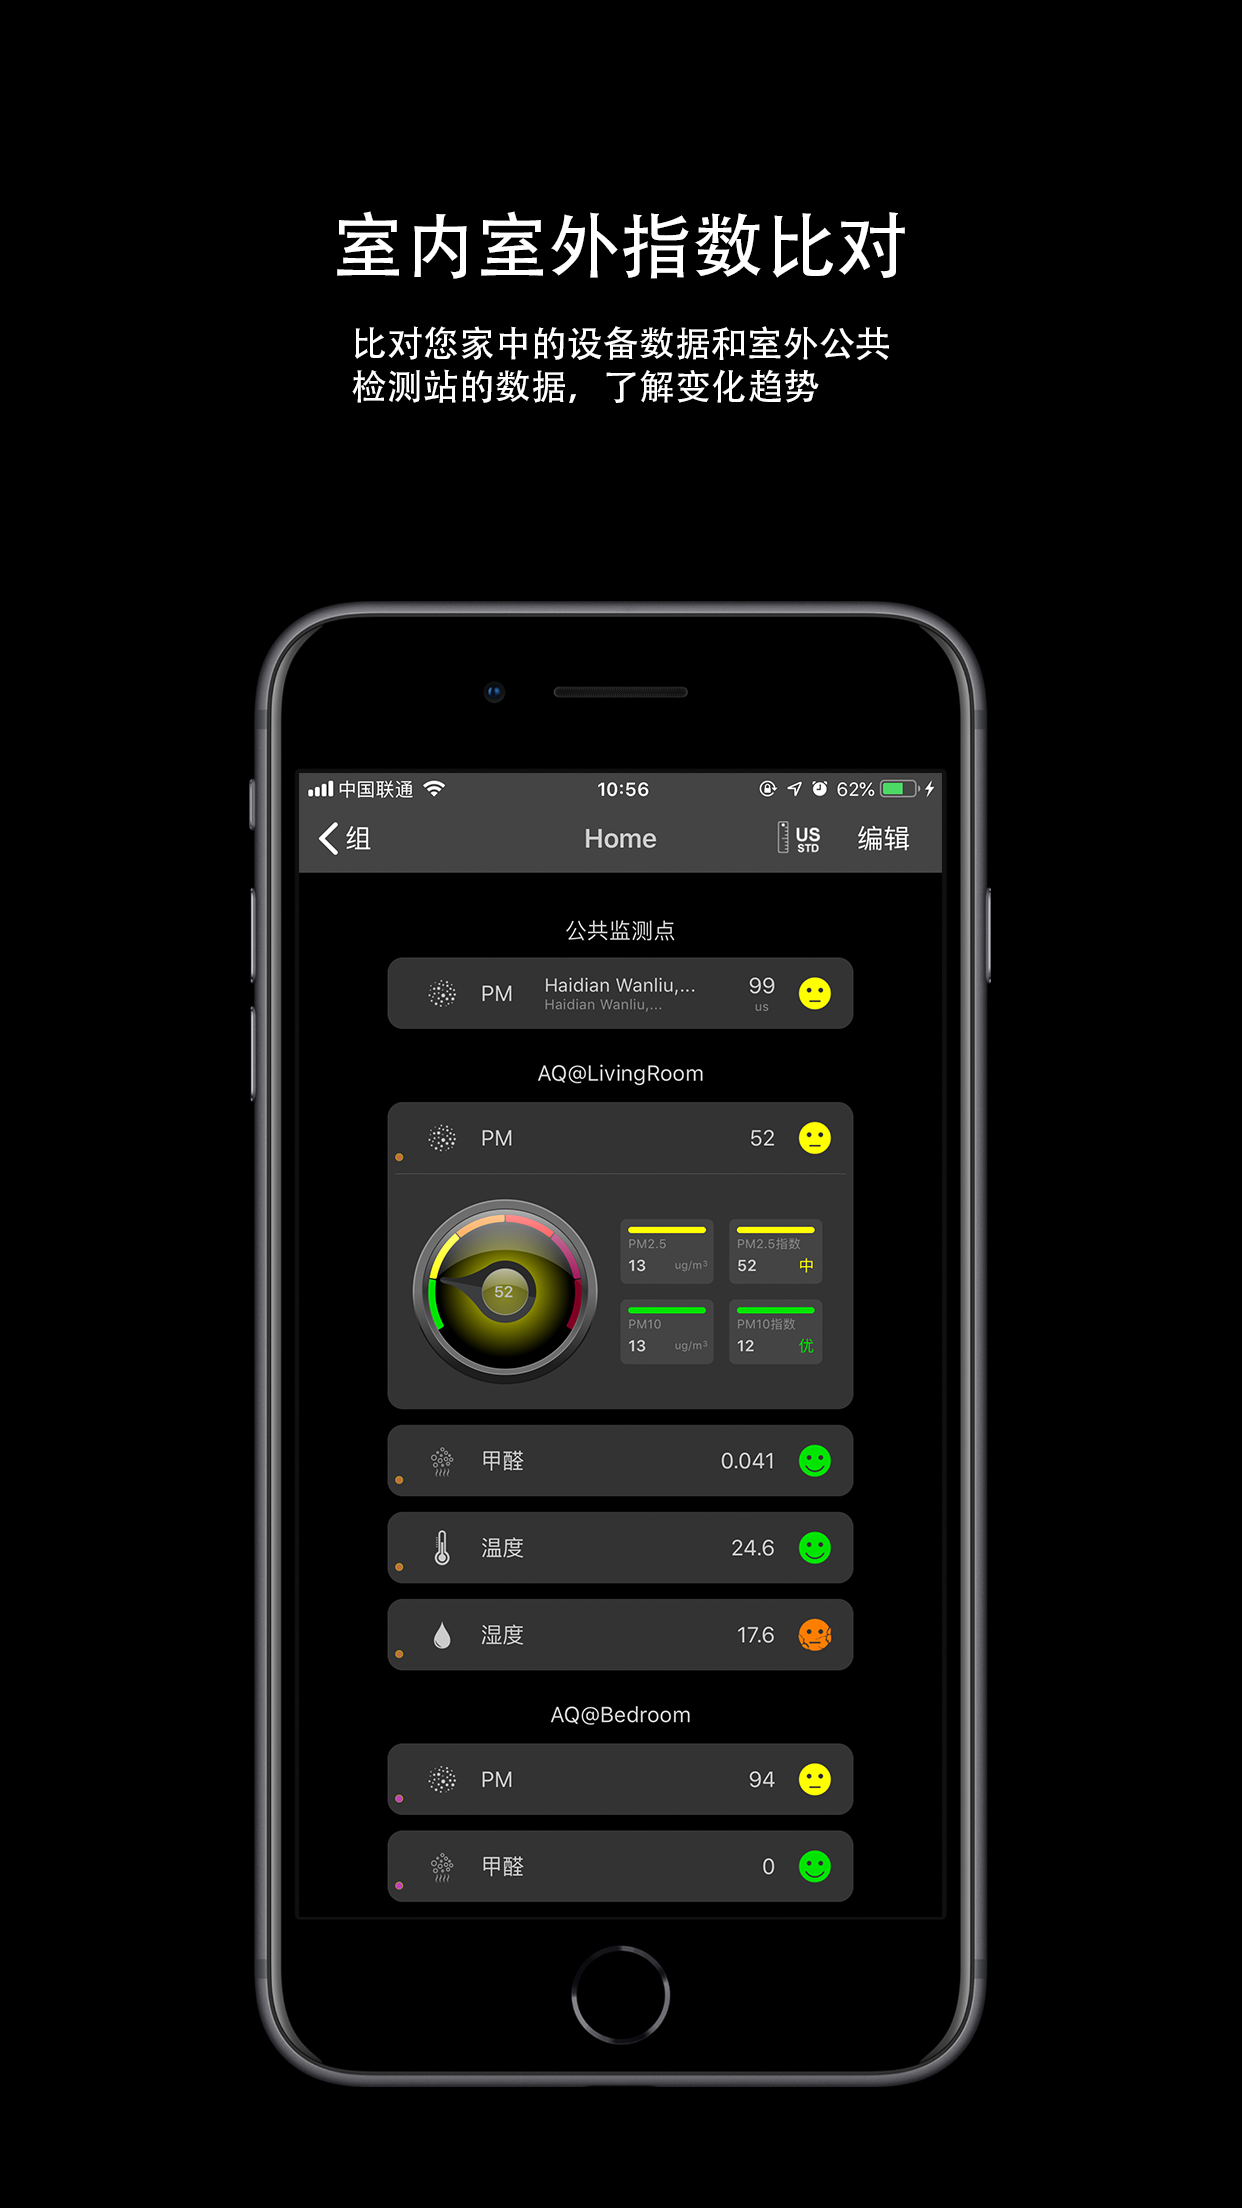 室内室外指数比对
比对您家中的设备数据和室外公共
检测站的数据，了解变化趋势
中国联通 10:56 62%
组 Home US STD 编辑
公共监测点
PM Haidian Wanliu,... 99
Haidian Wanliu,... us
AQ@LivingRoom
PM 52
52
PM2.5 PM2.5指数
13 ug/m³ 52 中
PM10 PM10指数
13 ug/m³ 12 优
甲醛 0.041
温度 24.6
湿度 17.6
AQ@Bedroom
PM 94
甲醛 0